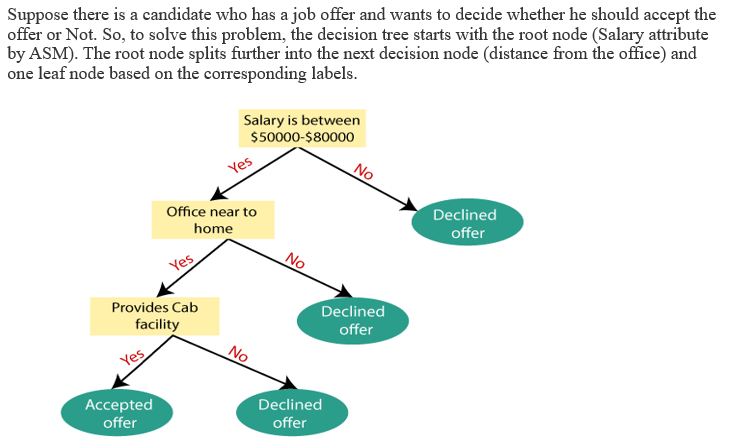 Suppose there is a candidate who has a job offer and wants to decide whether he should accept the
offer or Not. So, to solve this problem, the decision tree starts with the root node (Salary attribute
by ASM). The root node splits further into the next decision node (distance from the office) and
one leaf node based on the corresponding labels.
Salary is between
$50000-$80000
Yes
No
Office near to
home
Declined
offer
Yes
No
Provides Cab
facility
Declined
offer
Yes
No
Accepted
offer
Declined
offer